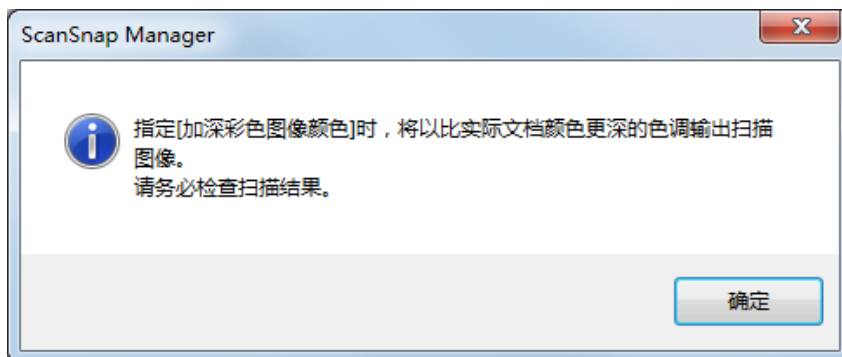 ScanSnap Manager
指定[加深彩色图像颜色]时，将以比实际文档颜色更深的色调输出扫描
图像。
请务必检查扫描结果。
确定